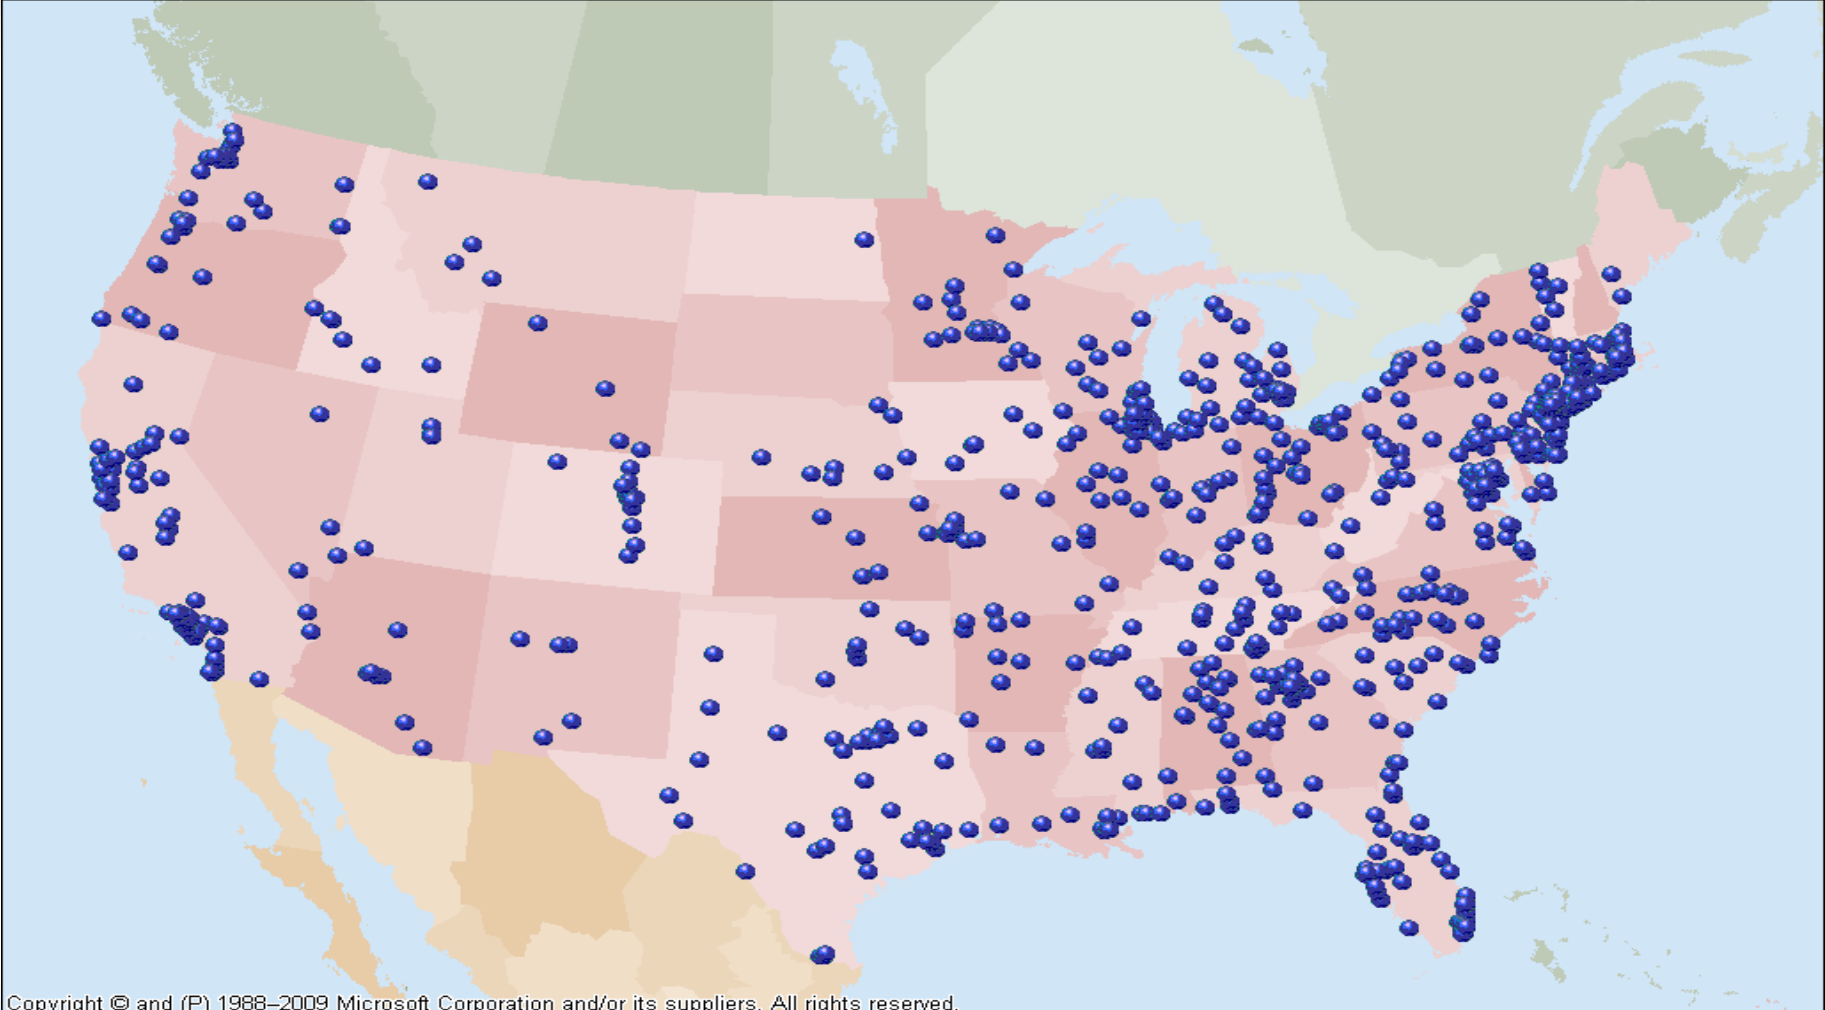 Copyright © and (P) 1988–2009 Microsoft Corporation and/or its suppliers. All rights reserved.